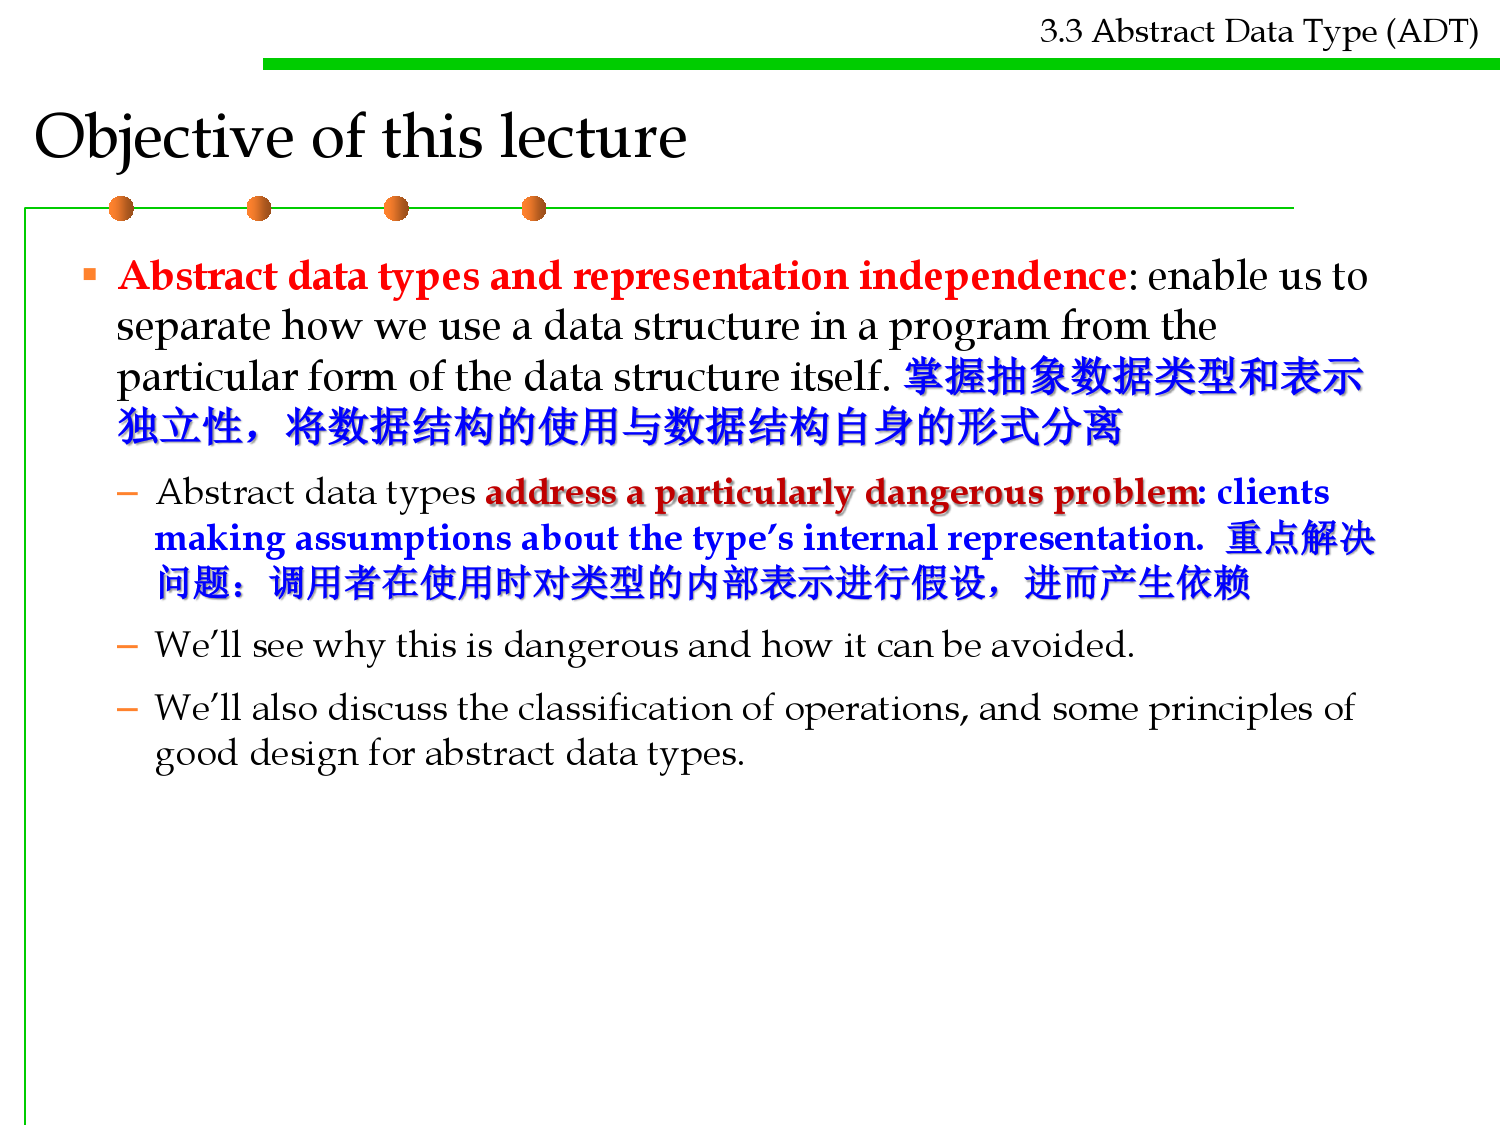 3.3 Abstract Data Type (ADT)
Objective of this lecture
▪ Abstract data types and representation independence: enable us to
separate how we use a data structure in a program from the
particular form of the data structure itself. 掌握抽象数据类型和表示
独立性，将数据结构的使用与数据结构自身的形式分离
– Abstract data types address a particularly dangerous problem: clients
making assumptions about the type’s internal representation. 重点解决
问题：调用者在使用时对类型的内部表示进行假设，进而产生依赖
– We’ll see why this is dangerous and how it can be avoided.
– We’ll also discuss the classification of operations, and some principles of
good design for abstract data types.